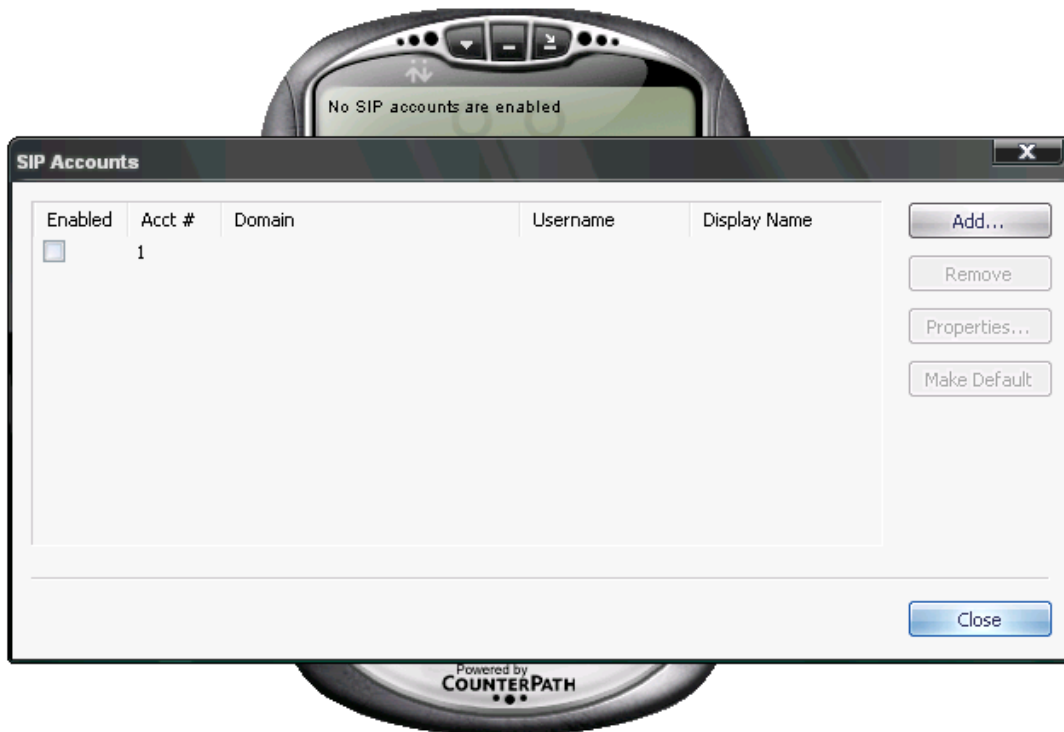 No SIP accounts are enabled
SIP Accounts
X
Enabled Acct # Domain Username Display Name
1
Add...
Remove
Properties...
Make Default
Close
Powered by
COUNTERPATH